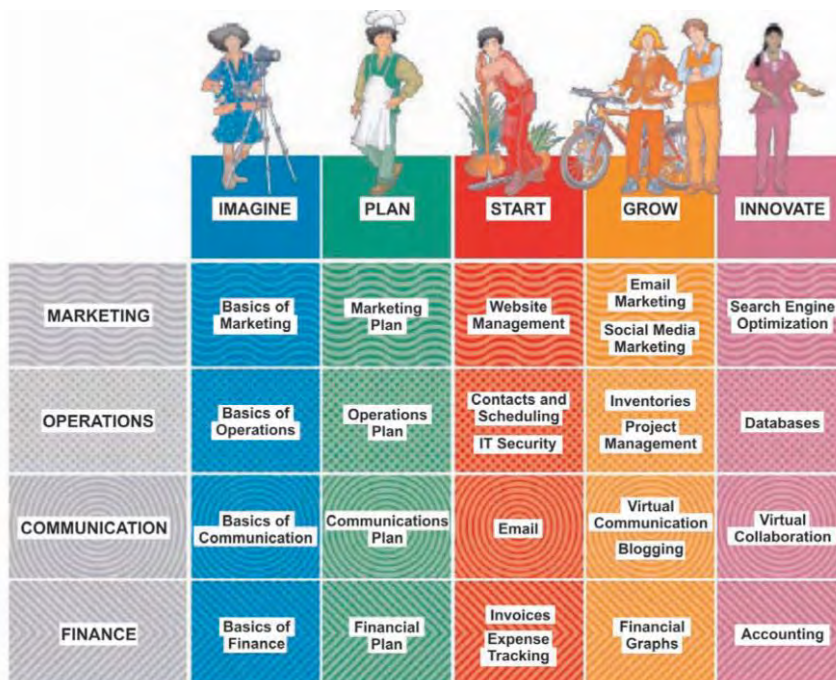 IMAGINE
PLAN
START
GROW
INNOVATE
MARKETING
Basics of
Marketing
Marketing
Plan
Website
Management
Email
Marketing
Social Media
Marketing
Search Engine
Optimization
OPERATIONS
Basics of
Operations
Operations
Plan
Contacts and
Scheduling
IT Security
Inventories
Project
Management
Databases
COMMUNICATION
Basics of
Communication
Communications
Plan
Email
Virtual
Communication
Blogging
Virtual
Collaboration
FINANCE
Basics of
Finance
Financial
Plan
Invoices
Expense
Tracking
Financial
Graphs
Accounting